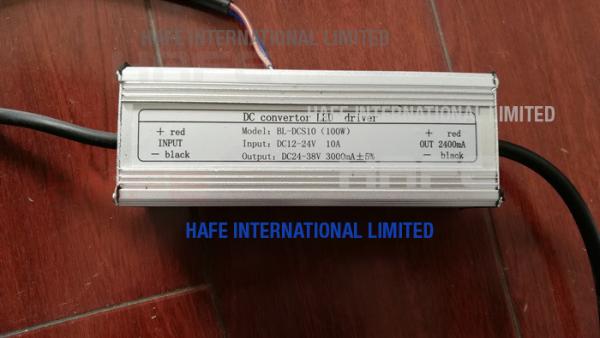 HAFE INTERNATIONAL LIMITED
HAFE INTERNATIONAL LIMITED
DC convertor LED driver
+ red
INPUT
− black
Model: BL-DCS10 (100W)
Input: DC12-24V 10A
Output: DC24-38V 3000mA±5%
+ red
OUT 2400mA
− black
HAFE INTERNATIONAL LIMITED